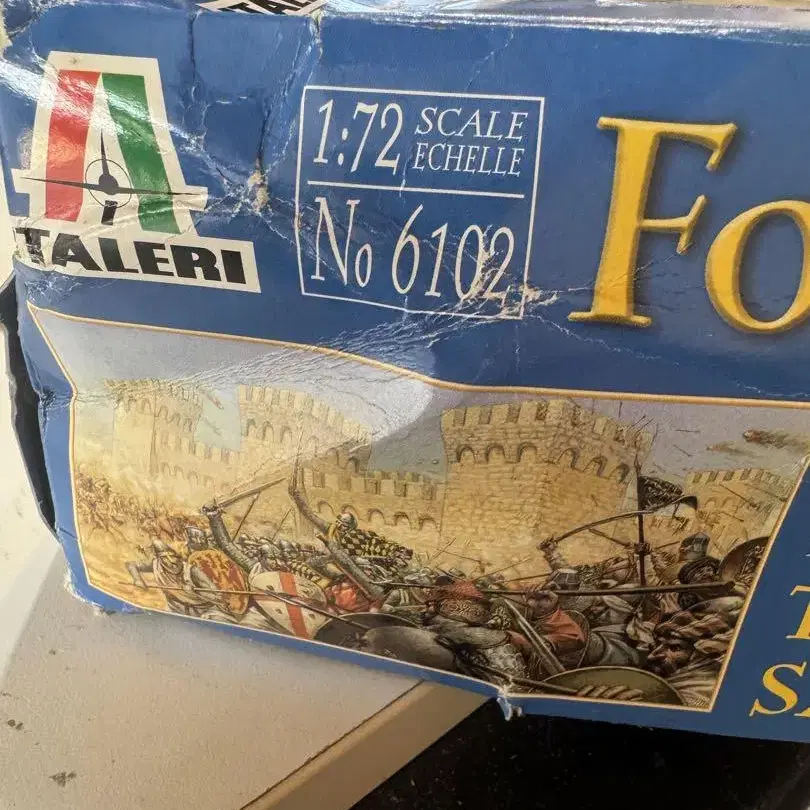 ITALERI
1:72 SCALE
ECHELLE
No 6102
Fo